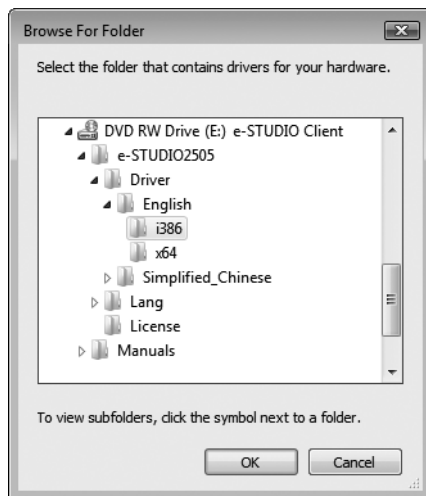 Browse For Folder
Select the folder that contains drivers for your hardware.
DVD RW Drive (E:) e-STUDIO Client
e-STUDIO2505
Driver
English
i386
x64
Simplified_Chinese
Lang
License
Manuals
To view subfolders, click the symbol next to a folder.
OK
Cancel